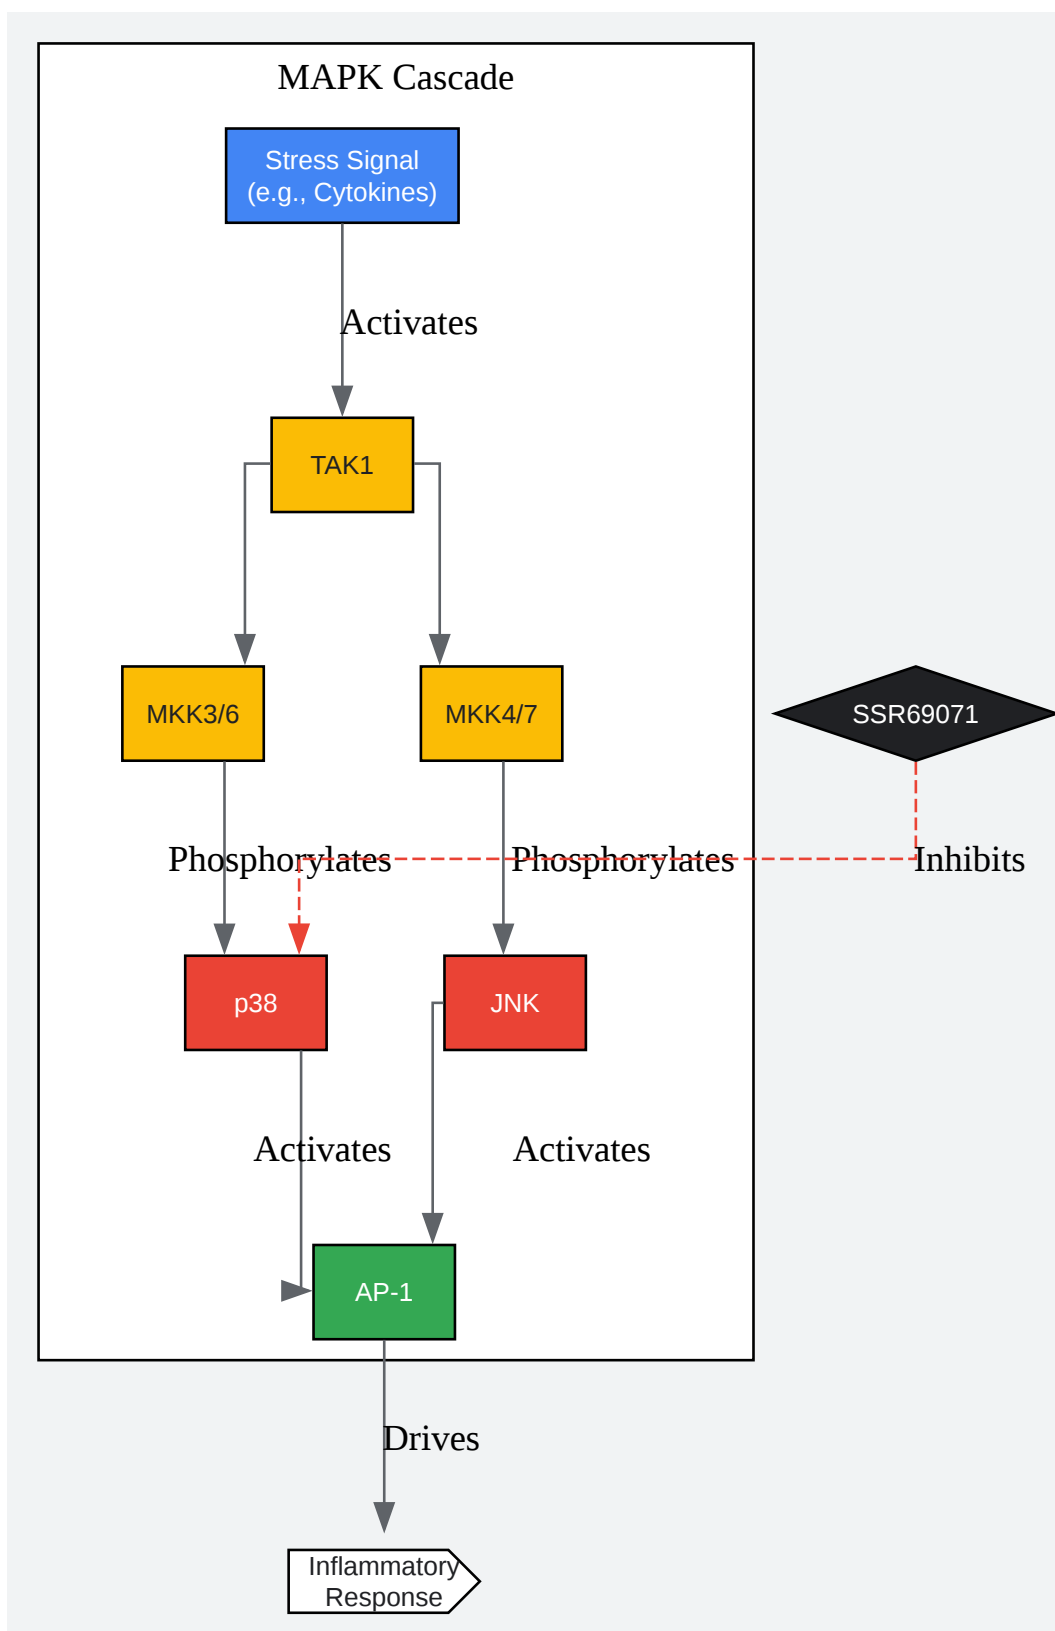 MAPK Cascade
Stress Signal
(e.g., Cytokines)
Activates
TAK1
MKK3/6
MKK4/7
SSR69071
Phosphorylates
Phosphorylates
Inhibits
p38
JNK
Activates
Activates
AP-1
Drives
Inflammatory
Response